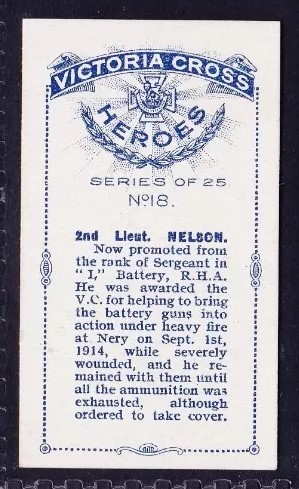 VICTORIA CROSS
HEROES
SERIES OF 25
No18.
2nd Lieut. NELSON.
Now promoted from
the rank of Sergeant in
"L" Battery, R.H.A.
He was awarded the
V.C. for helping to bring
the battery guns into
action under heavy fire
at Nery on Sept. 1st,
1914, while severely
wounded, and he re-
mained with them until
all the ammunition was
exhausted, although
ordered to take cover.